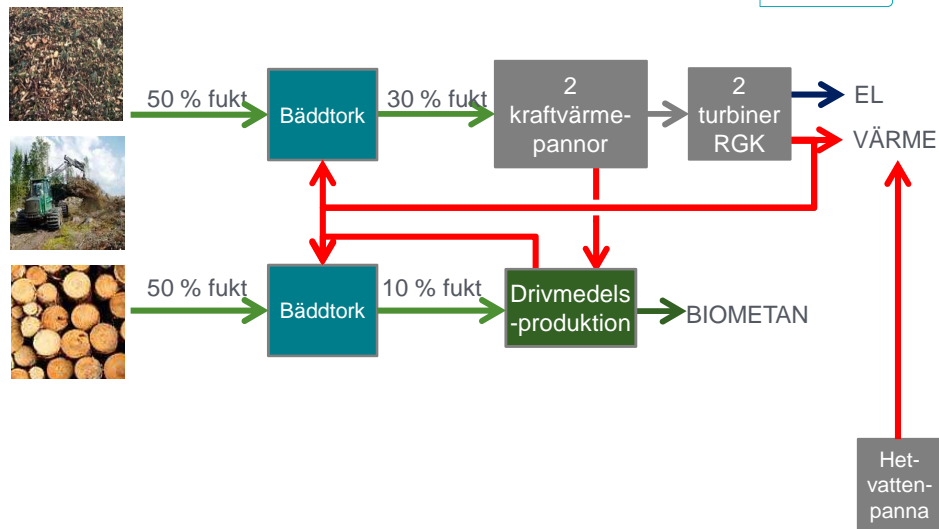 50 % fukt
Bäddtork
30 % fukt
2
kraftvärme-
pannor
2
turbiner
RGK
EL
VÄRME
50 % fukt
Bäddtork
10 % fukt
Drivmedels
-produktion
BIOMETAN
Het-
vatten-
panna